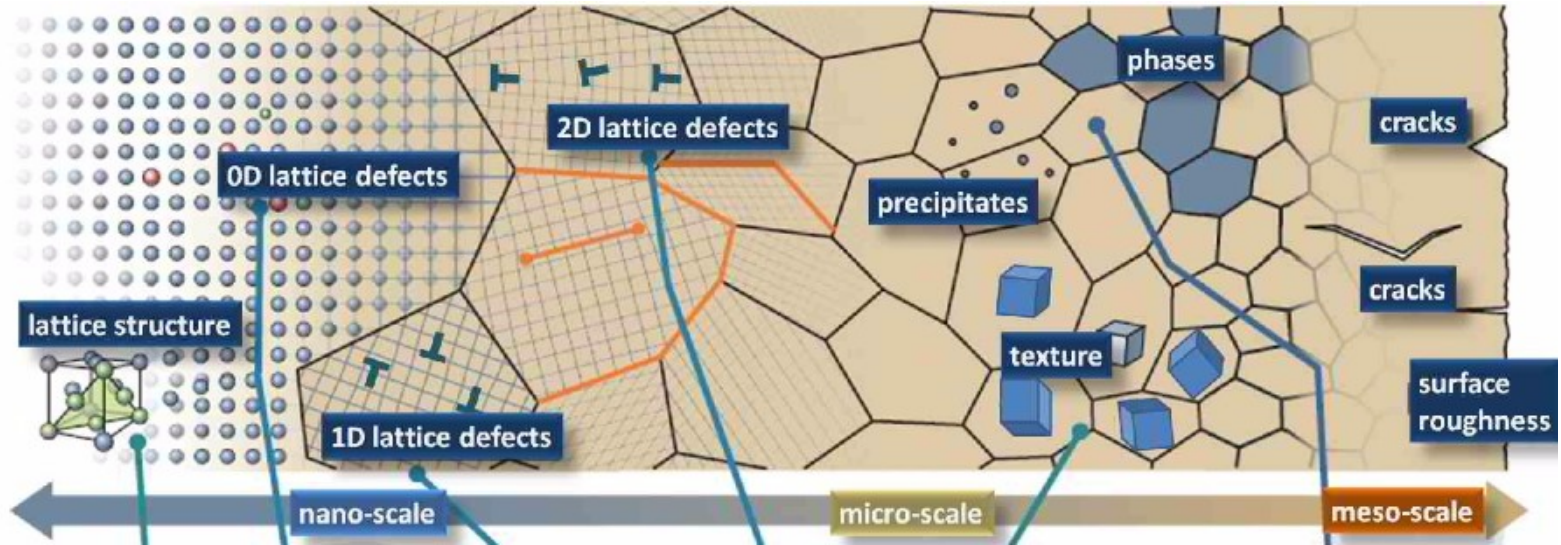 phases
2D lattice defects
cracks
0D lattice defects
precipitates
cracks
lattice structure
texture
surface
roughness
1D lattice defects
nano-scale
micro-scale
meso-scale